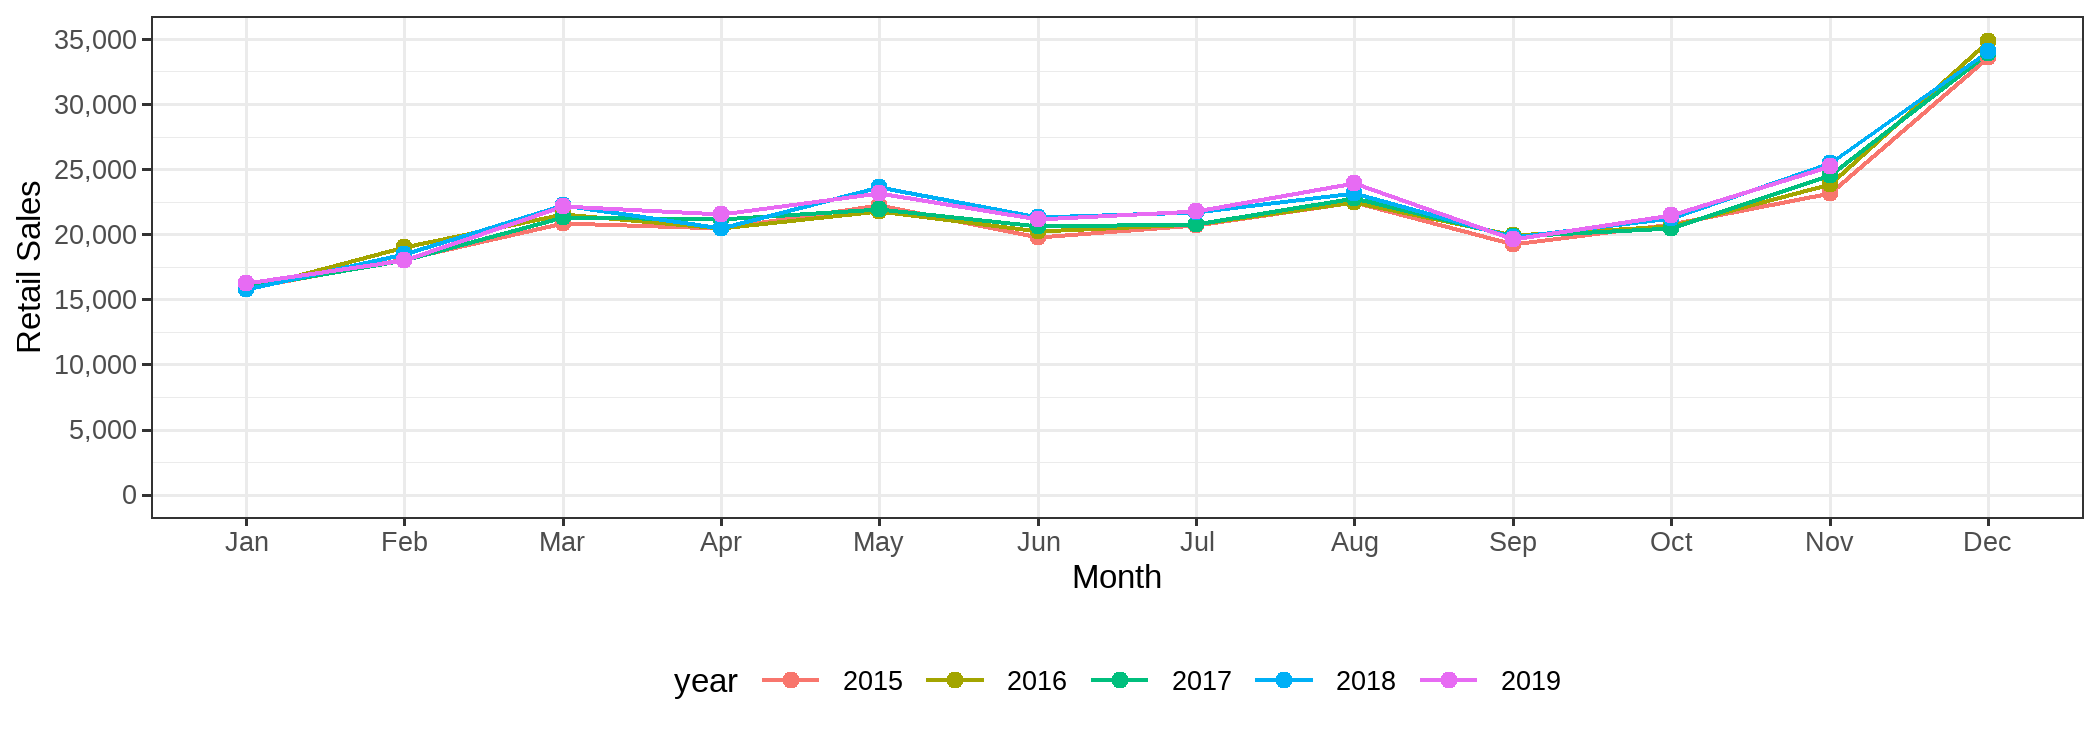 35,000
30,000
25,000
20,000
15,000
10,000
5,000
0
Retail Sales
Jan Feb Mar Apr May Jun Jul Aug Sep Oct Nov Dec
Month
year 2015 2016 2017 2018 2019